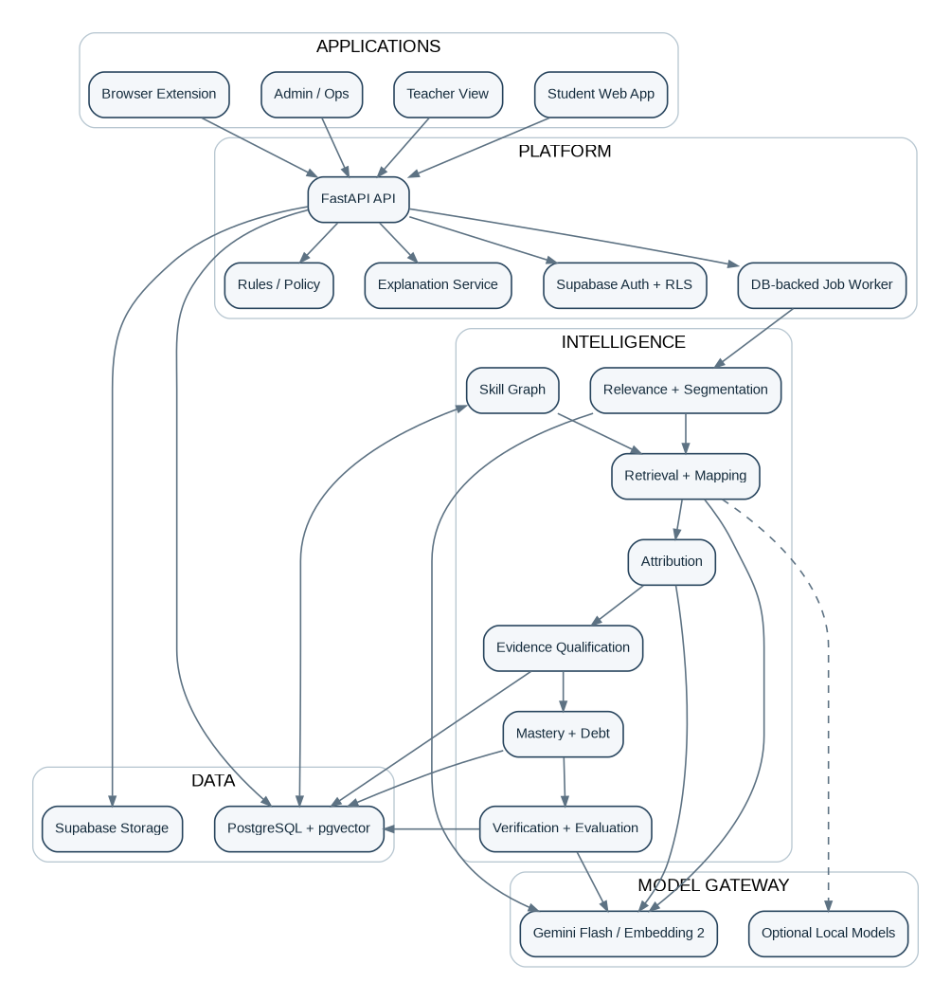 APPLICATIONS
Browser Extension
Admin / Ops
Teacher View
Student Web App
PLATFORM
FastAPI API
Rules / Policy
Explanation Service
Supabase Auth + RLS
DB-backed Job Worker
INTELLIGENCE
Skill Graph
Relevance + Segmentation
Retrieval + Mapping
Attribution
Evidence Qualification
Mastery + Debt
DATA
Supabase Storage
PostgreSQL + pgvector
Verification + Evaluation
MODEL GATEWAY
Gemini Flash / Embedding 2
Optional Local Models